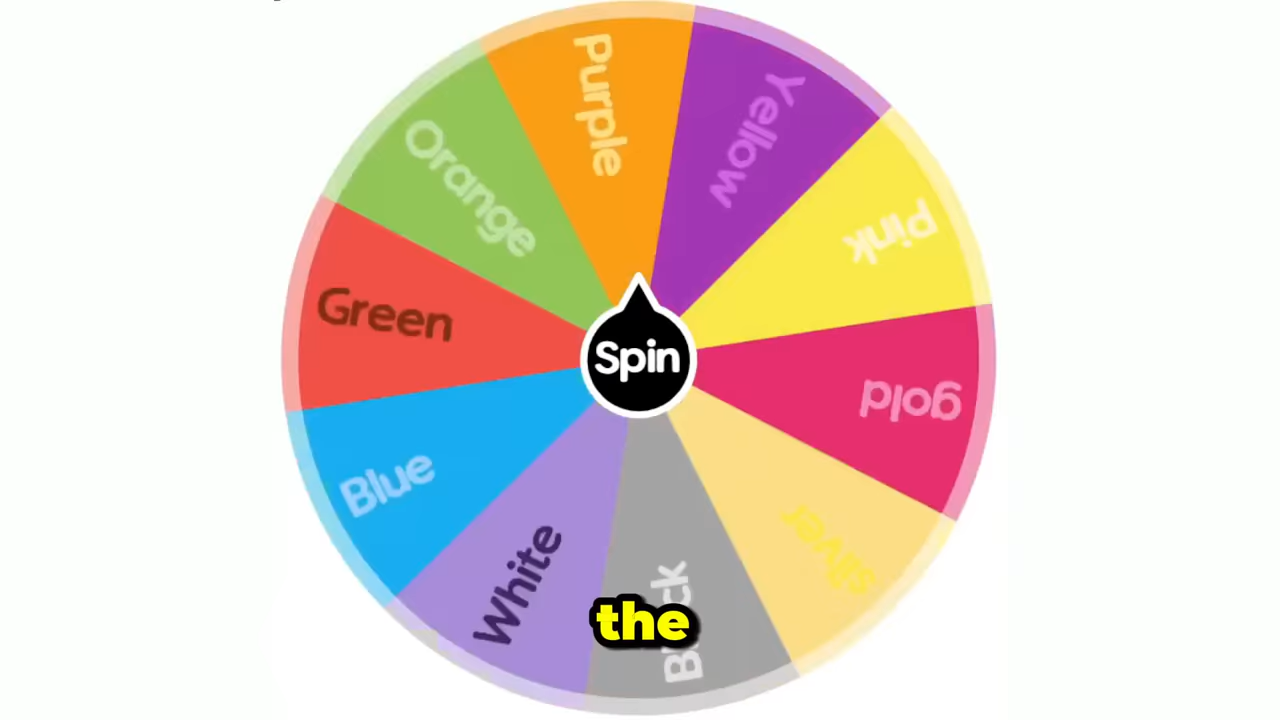 Purple
Yellow
Pink
gold
silver
Black
White
Blue
Green
Orange
Spin
the